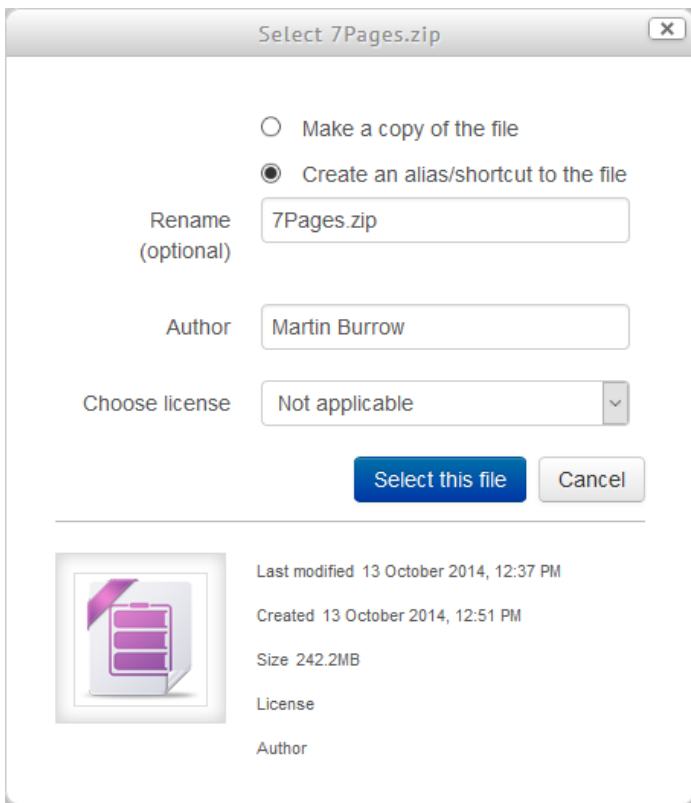 Select 7Pages.zip
Make a copy of the file
Create an alias/shortcut to the file
Rename
(optional)
7Pages.zip
Author
Martin Burrow
Choose license
Not applicable
Select this file
Cancel
Last modified 13 October 2014, 12:37 PM
Created 13 October 2014, 12:51 PM
Size 242.2MB
License
Author